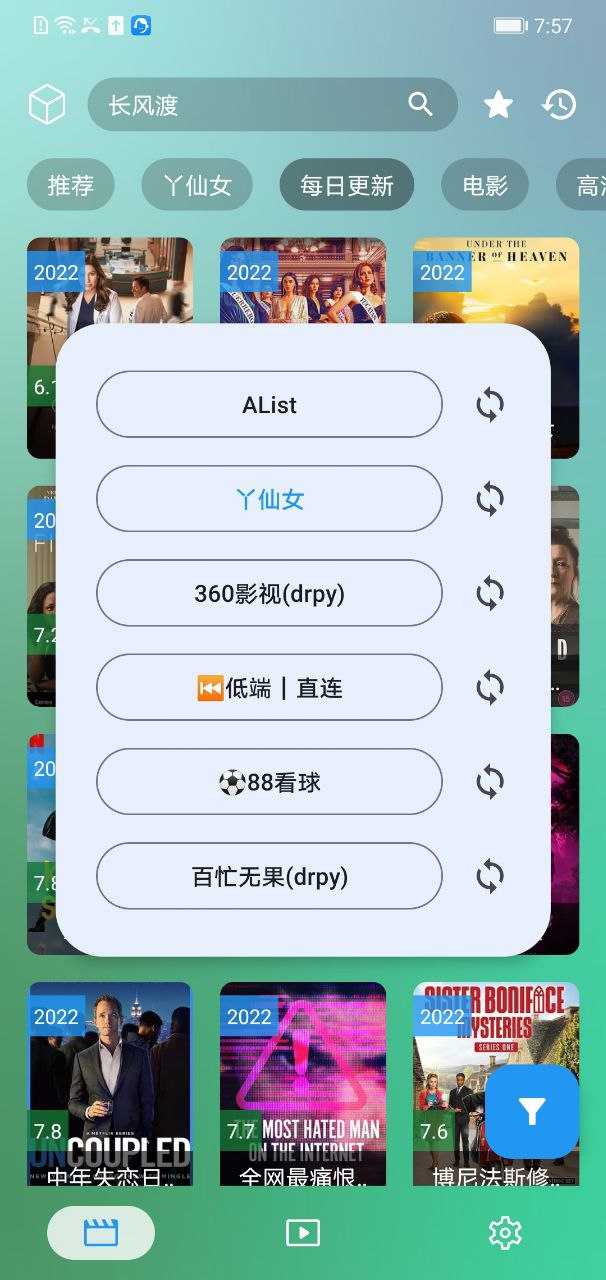 7:57
长风渡
推荐
丫仙女
每日更新
电影
2022
2022
UNDER THE
BANNER OF HEAVEN
2022
AList
丫仙女
360影视(drpy)
⏮低端丨直连
⚽88看球
百忙无果(drpy)
20
7.2
D
15
20
7.8
2022
7.8
A NETFLIX SERIES
UNCOUPLED
中年失恋日..
2022
7.7
THE MOST HATED MAN
ON THE INTERNET
全网最痛恨..
2022
SISTER BONIFACE
MYSTERIES
SERIES ONE
7.6
博尼法斯修..